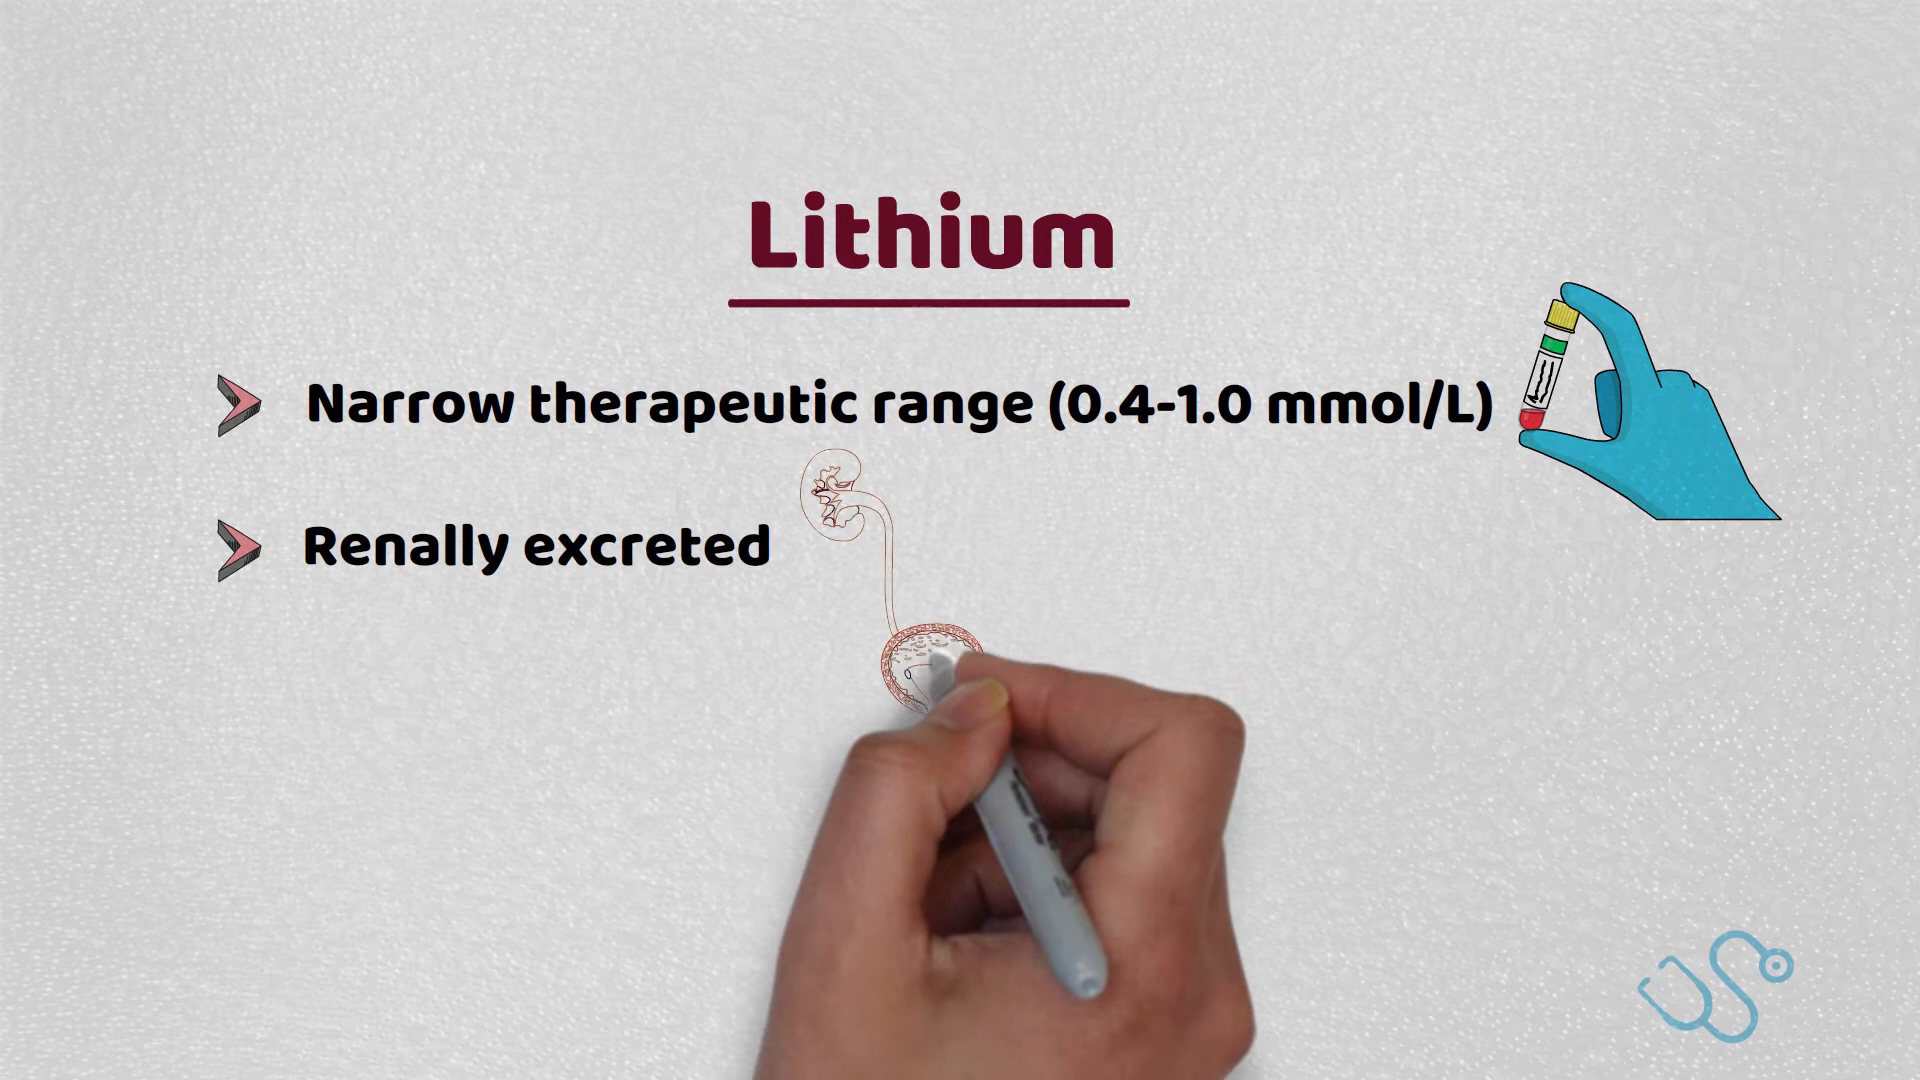 Lithium
Narrow therapeutic range (0.4-1.0 mmol/L)
Renally excreted